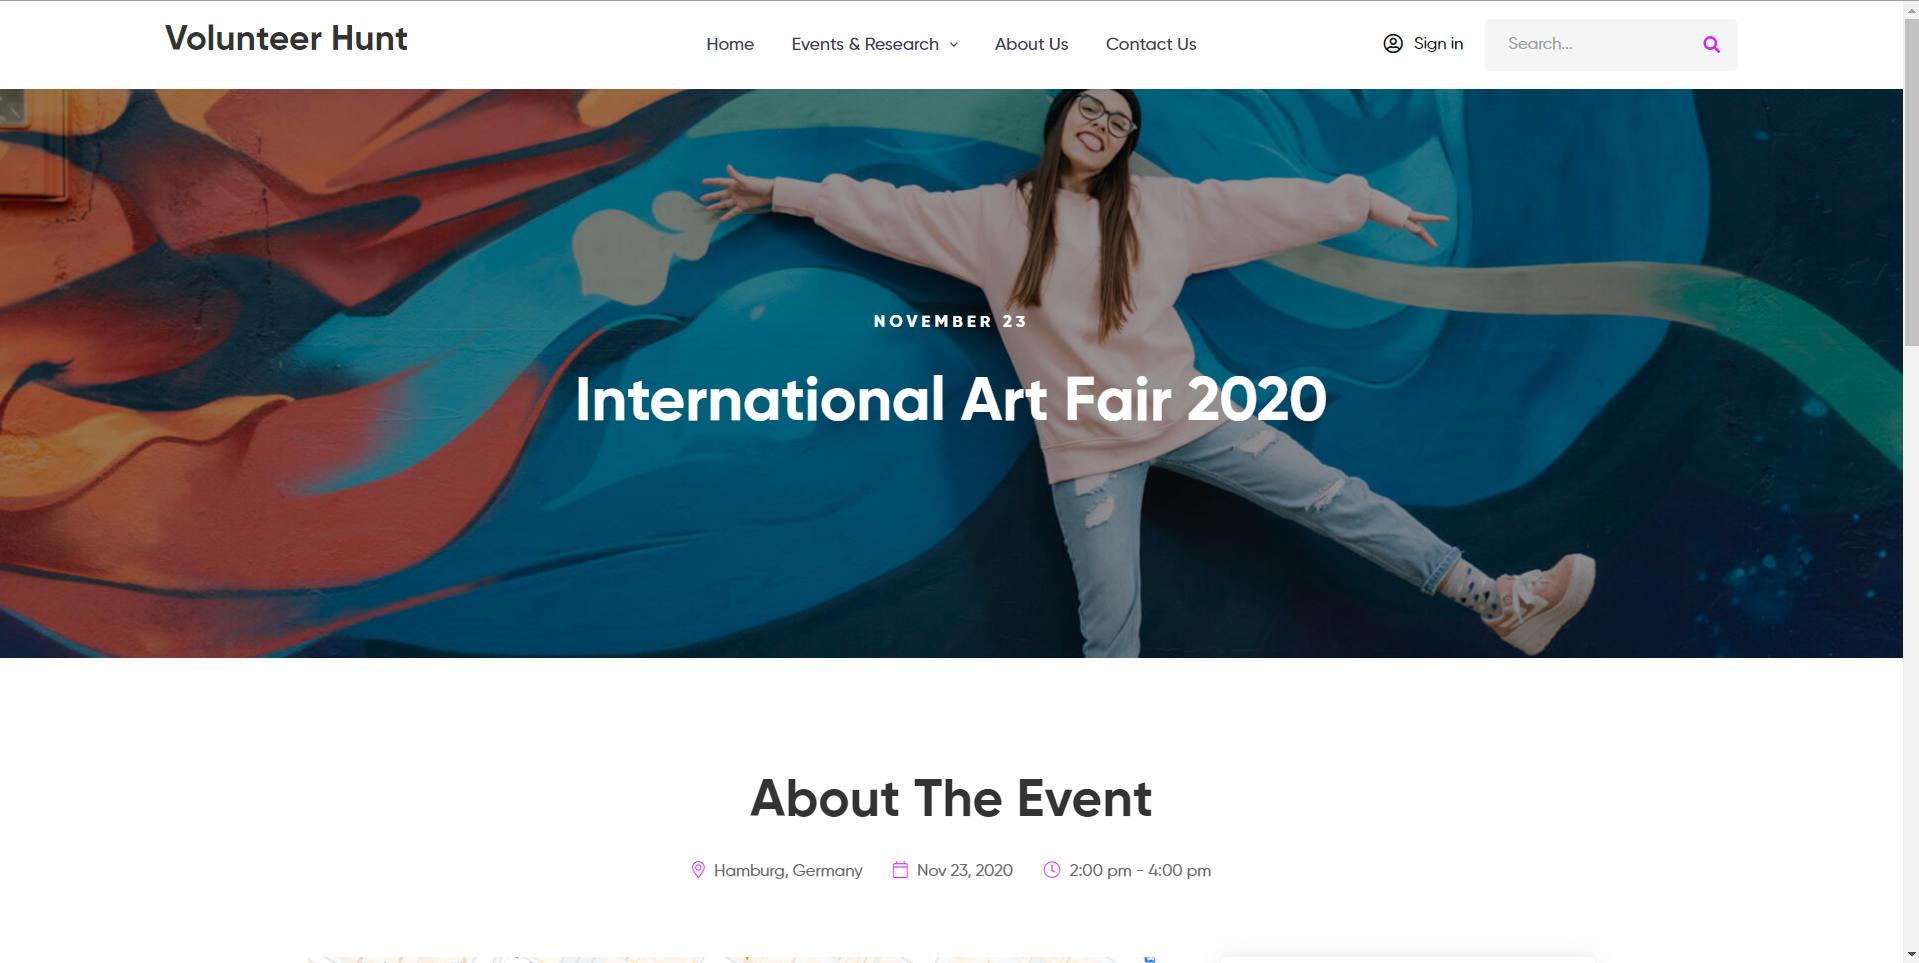 Volunteer Hunt
Home
Events & Research
About Us
Contact Us
Sign in
Search...
NOVEMBER 23
International Art Fair 2020
About The Event
Hamburg, Germany
Nov 23, 2020
2:00 pm - 4:00 pm